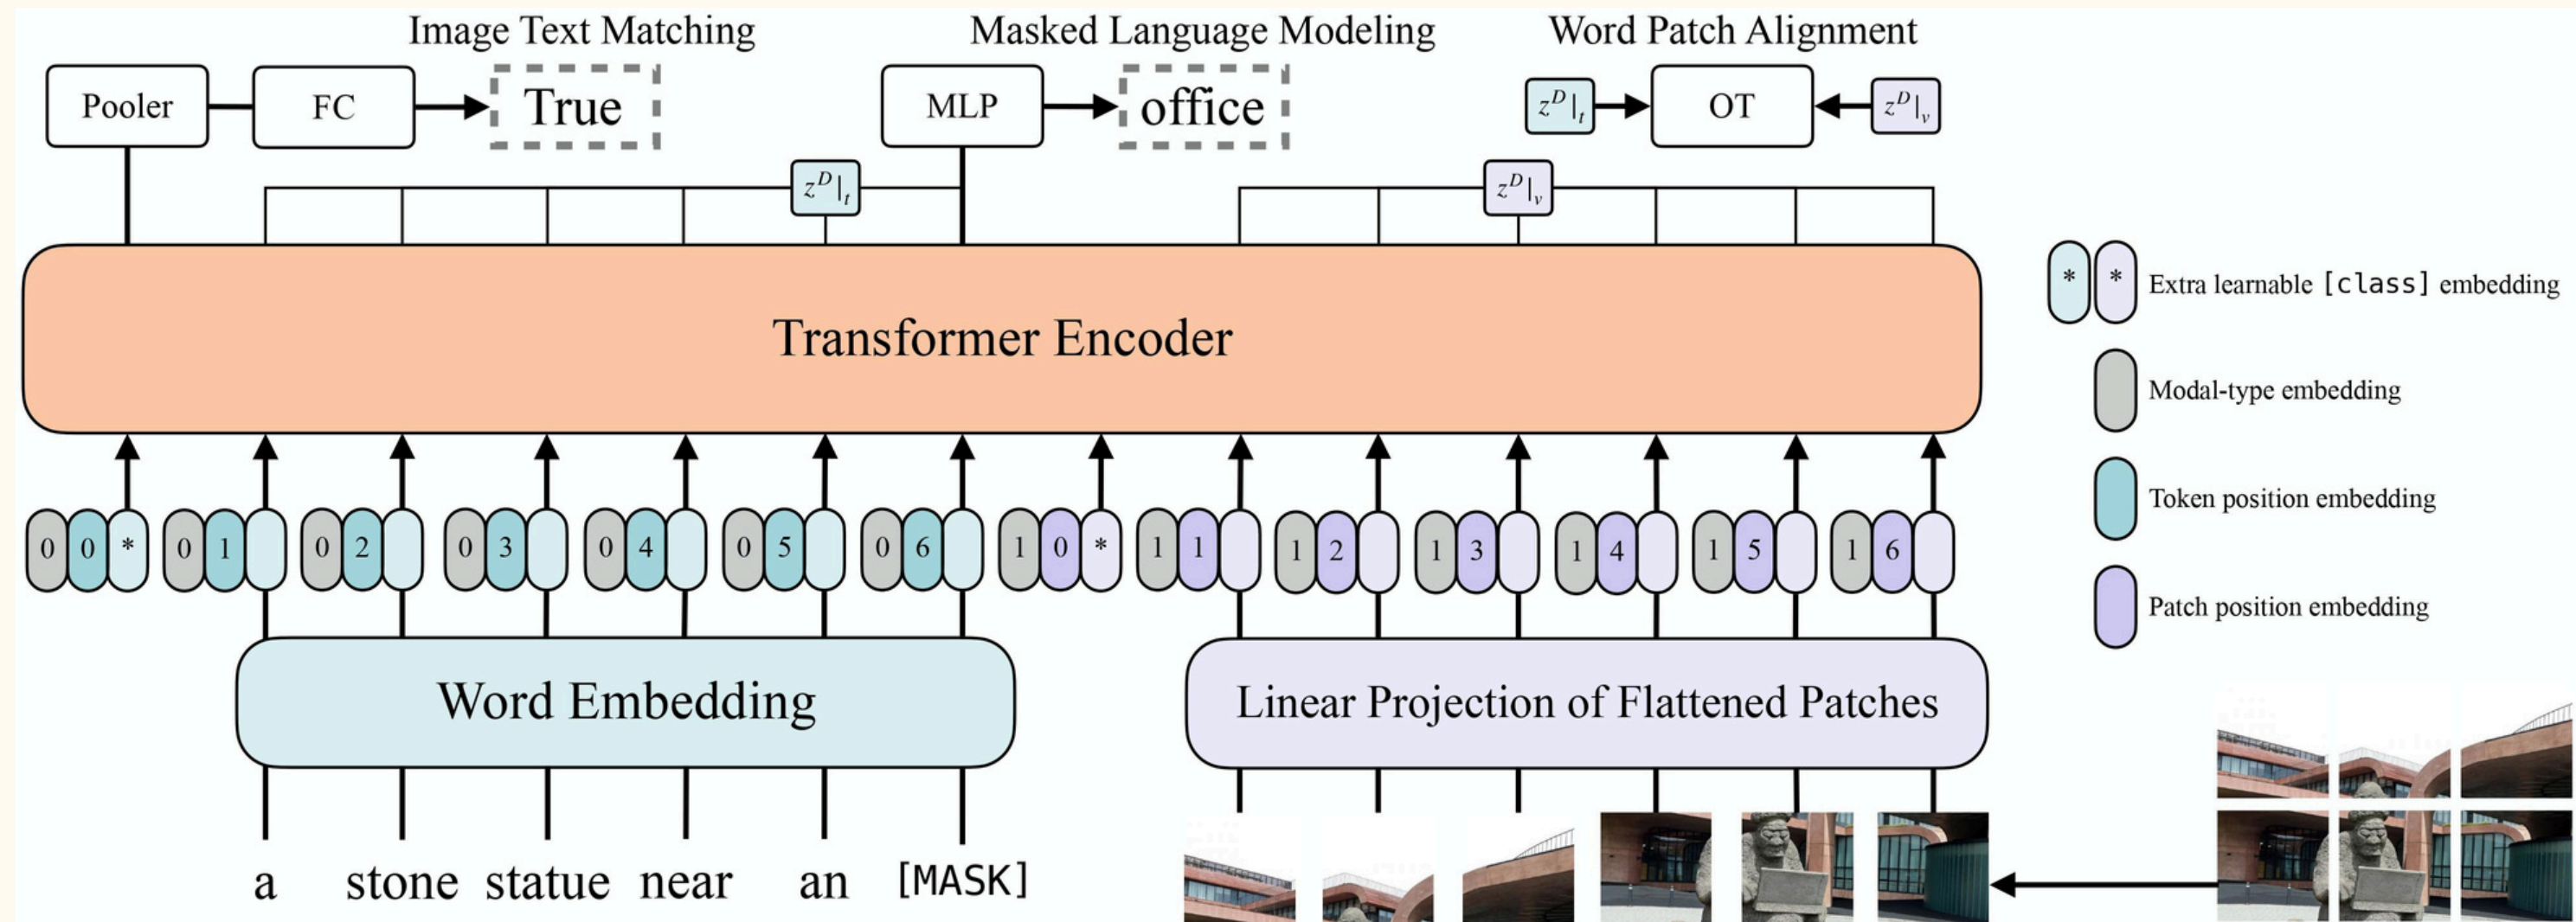 Image Text Matching
Masked Language Modeling
Word Patch Alignment
Pooler
FC
True
MLP
office
z^D|_t
OT
z^D|_v
z^D|_t
z^D|_v
Transformer Encoder
* * Extra learnable [class] embedding
Modal-type embedding
Token position embedding
Patch position embedding
0 0 * 0 1 0 2 0 3 0 4 0 5 0 6 1 0 * 1 1 1 2 1 3 1 4 1 5 1 6
Word Embedding
Linear Projection of Flattened Patches
a stone statue near an [MASK]